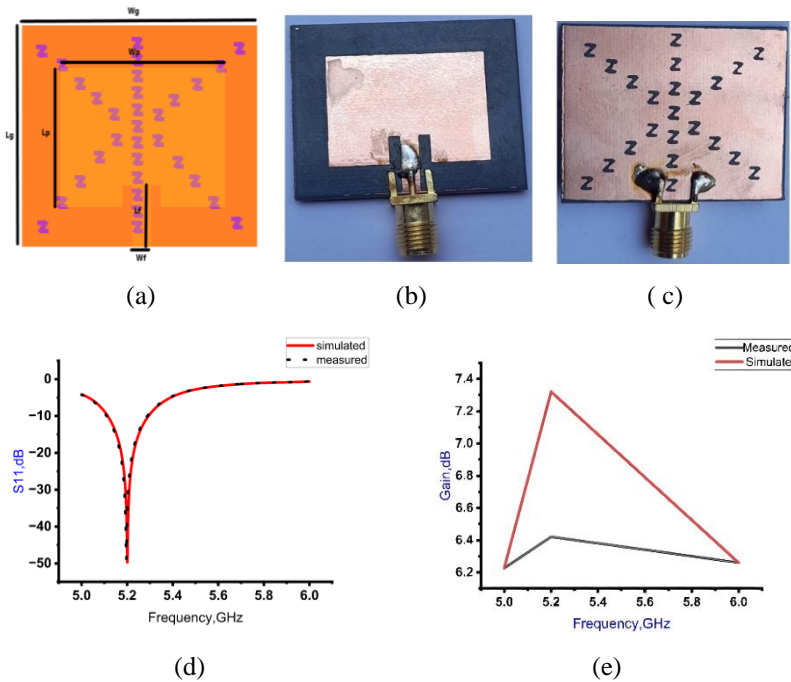 Wg
Wp
Lg
Lp
Lf
Wf
(a)
(b)
( c)
simulated
measured
0
−10
−20
−30
−40
−50
S11,dB
5.0 5.2 5.4 5.6 5.8 6.0
Frequency,GHz
(d)
Measured
Simulate
7.4
7.2
7.0
6.8
6.6
6.4
6.2
Gain,dB
5.0 5.2 5.4 5.6 5.8 6.0
Frequency,GHz
(e)